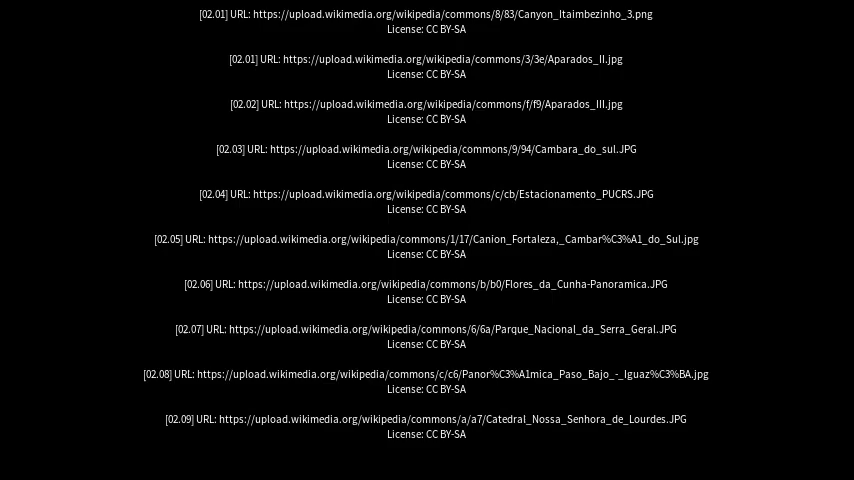 [02.01] URL: https://upload.wikimedia.org/wikipedia/commons/8/83/Canyon_Itaimbezinho_3.png
License: CC BY-SA
[02.01] URL: https://upload.wikimedia.org/wikipedia/commons/3/3e/Aparados_II.jpg
License: CC BY-SA
[02.02] URL: https://upload.wikimedia.org/wikipedia/commons/f/f9/Aparados_III.jpg
License: CC BY-SA
[02.03] URL: https://upload.wikimedia.org/wikipedia/commons/9/94/Cambara_do_sul.JPG
License: CC BY-SA
[02.04] URL: https://upload.wikimedia.org/wikipedia/commons/c/cb/Estacionamento_PUCRS.JPG
License: CC BY-SA
[02.05] URL: https://upload.wikimedia.org/wikipedia/commons/1/17/Canion_Fortaleza,_Cambar%C3%A1_do_Sul.jpg
License: CC BY-SA
[02.06] URL: https://upload.wikimedia.org/wikipedia/commons/b/b0/Flores_da_Cunha-Panoramica.JPG
License: CC BY-SA
[02.07] URL: https://upload.wikimedia.org/wikipedia/commons/6/6a/Parque_Nacional_da_Serra_Geral.JPG
License: CC BY-SA
[02.08] URL: https://upload.wikimedia.org/wikipedia/commons/c/c6/Panor%C3%A1mica_Paso_Bajo_-_Iguaz%C3%BA.jpg
License: CC BY-SA
[02.09] URL: https://upload.wikimedia.org/wikipedia/commons/a/a7/Catedral_Nossa_Senhora_de_Lourdes.JPG
License: CC BY-SA